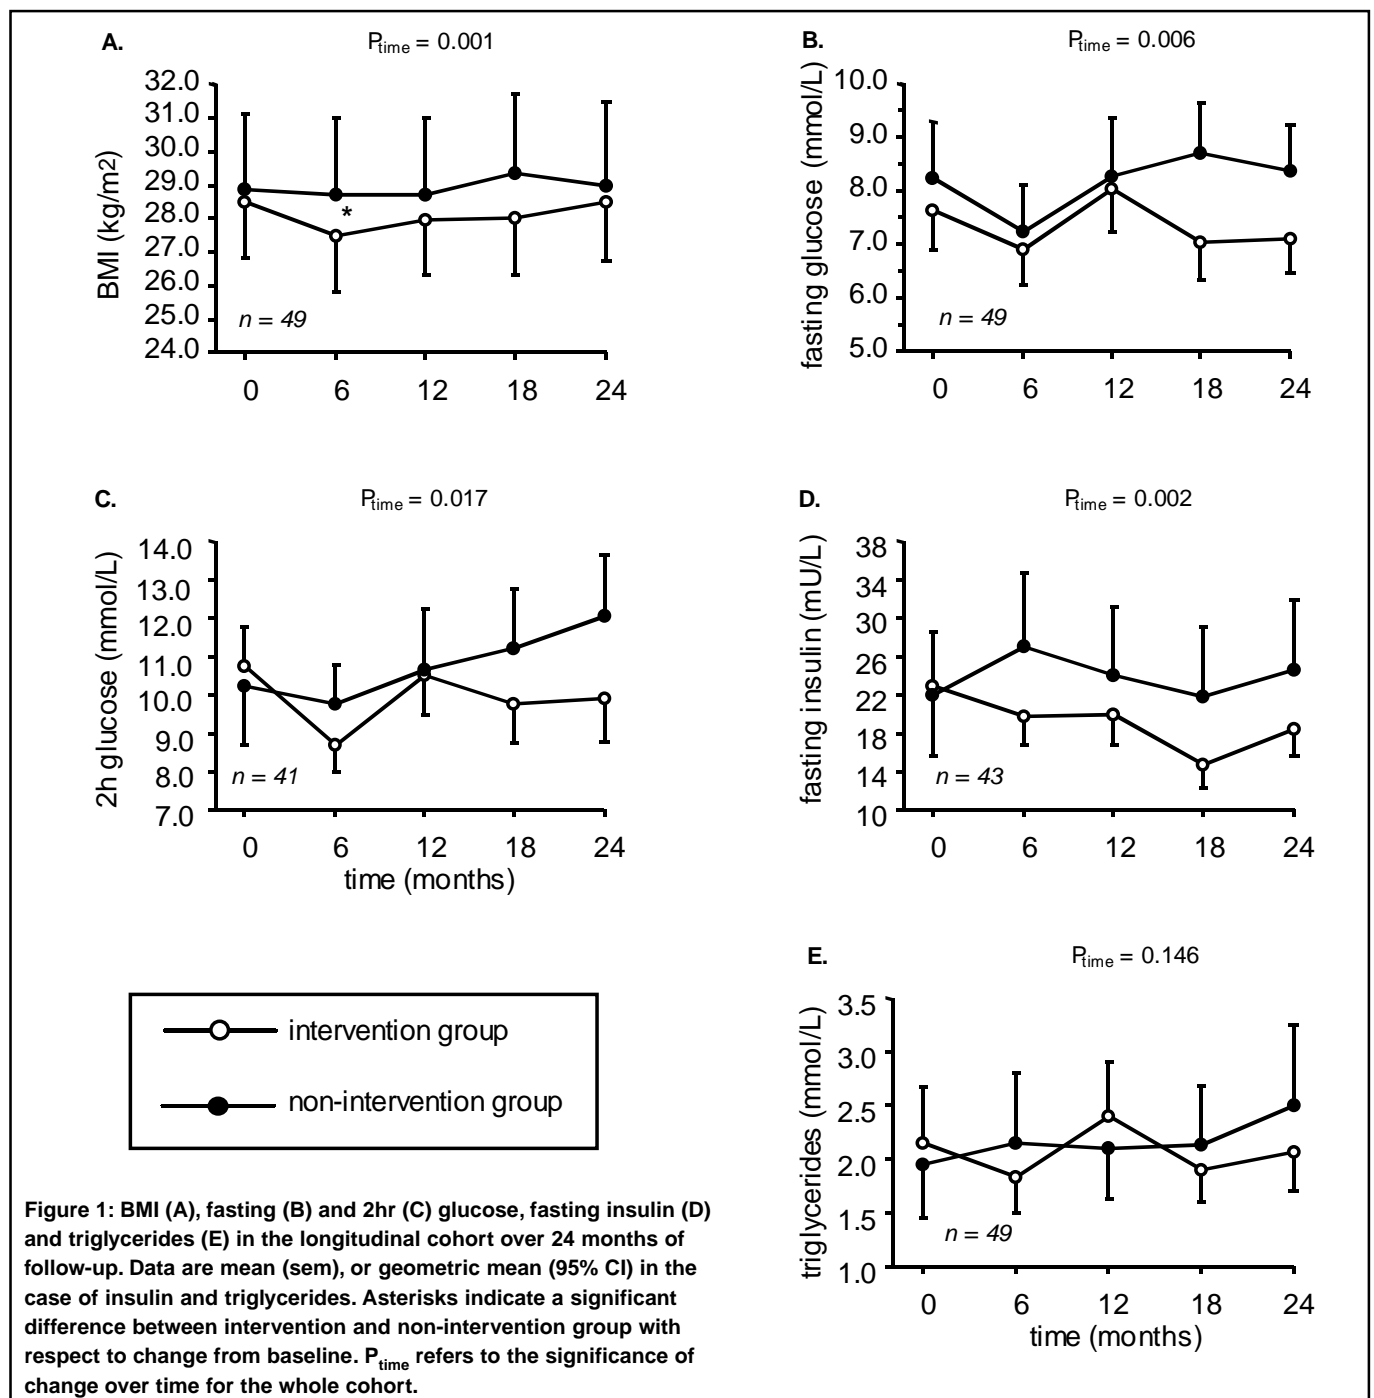 A.
Ptime = 0.001
BMI (kg/m2)
32.0
31.0
30.0
29.0
28.0
27.0
26.0
25.0
24.0
*
n = 49
0 6 12 18 24
B.
Ptime = 0.006
fasting glucose (mmol/L)
10.0
9.0
8.0
7.0
6.0
5.0
n = 49
0 6 12 18 24
C.
Ptime = 0.017
2h glucose (mmol/L)
14.0
13.0
12.0
11.0
10.0
9.0
8.0
7.0
n = 41
0 6 12 18 24
time (months)
D.
Ptime = 0.002
fasting insulin (mU/L)
38
34
30
26
22
18
14
10
n = 43
0 6 12 18 24
E.
Ptime = 0.146
triglycerides (mmol/L)
3.5
3.0
2.5
2.0
1.5
1.0
n = 49
0 6 12 18 24
time (months)
intervention group
non-intervention group
Figure 1: BMI (A), fasting (B) and 2hr (C) glucose, fasting insulin (D)
and triglycerides (E) in the longitudinal cohort over 24 months of
follow-up. Data are mean (sem), or geometric mean (95% CI) in the
case of insulin and triglycerides. Asterisks indicate a significant
difference between intervention and non-intervention group with
respect to change from baseline. Ptime refers to the significance of
change over time for the whole cohort.